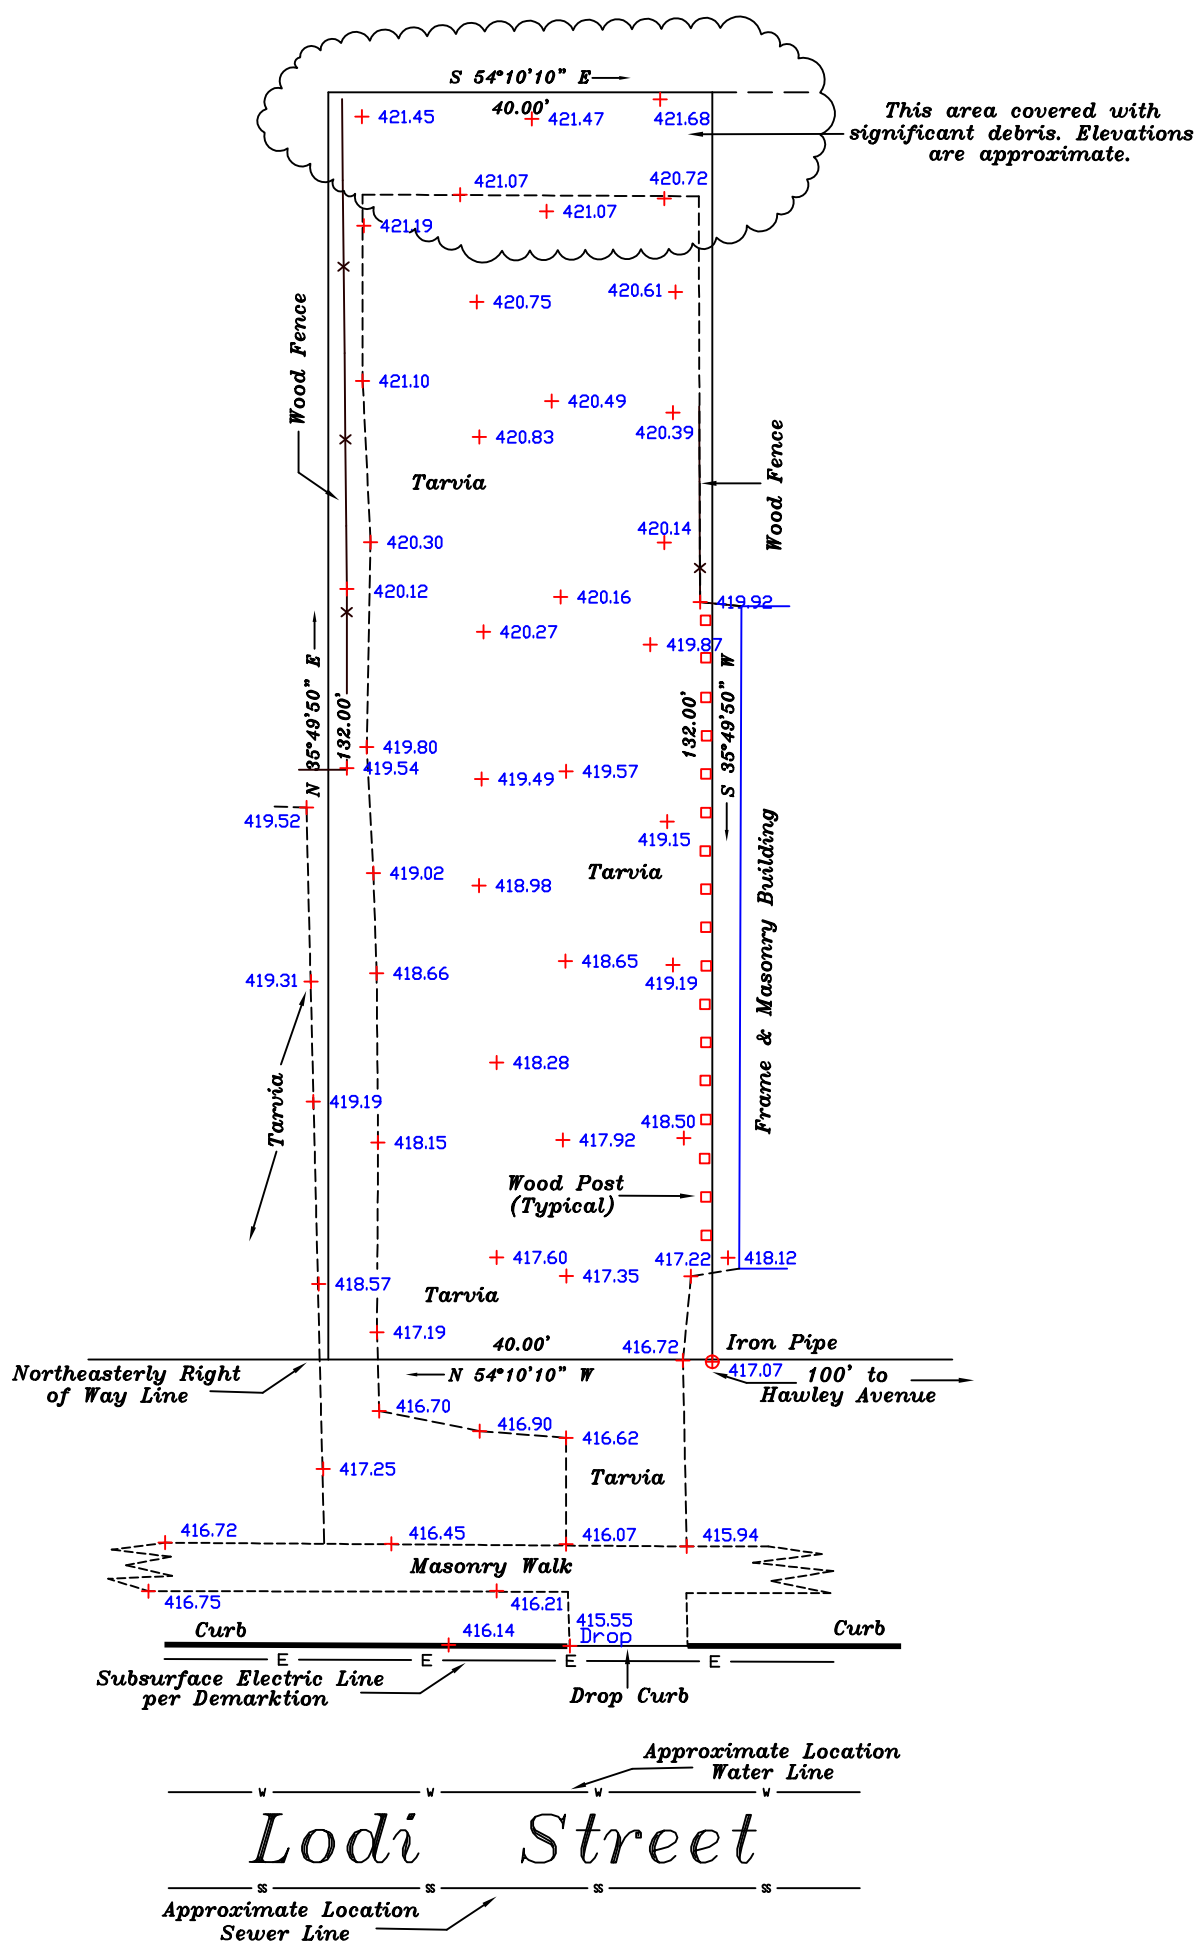 S 54°10'10" E
40.00'
421.45
421.47
421.68
This area covered with
significant debris. Elevations
are approximate.
421.07
420.72
421.07
421.19
420.75
420.61
Wood Fence
421.10
420.49
420.39
420.83
Tarvia
Wood Fence
420.30
420.14
420.12
420.16
419.92
420.27
419.87
N 35°49'50" E
132.00'
132.00'
S 35°49'50" W
419.80
419.54
419.49
419.57
419.52
419.15
419.02
418.98
Tarvia
Frame & Masonry Building
419.31
418.66
418.65
419.19
Tarvia
418.28
419.19
418.15
417.92
418.50
Wood Post
(Typical)
417.60
417.35
417.22
418.12
418.57
Tarvia
417.19
40.00'
416.72
Iron Pipe
417.07
Northeasterly Right
of Way Line
N 54°10'10" W
100' to
Hawley Avenue
416.70
416.90
416.62
417.25
Tarvia
416.72
416.45
416.07
415.94
Masonry Walk
416.75
416.21
Curb
416.14
415.55
Drop
Curb
E E E E
Subsurface Electric Line
per Demarktion
Drop Curb
Approximate Location
Water Line
W W W W
Lodi Street
SS SS SS SS
Approximate Location
Sewer Line